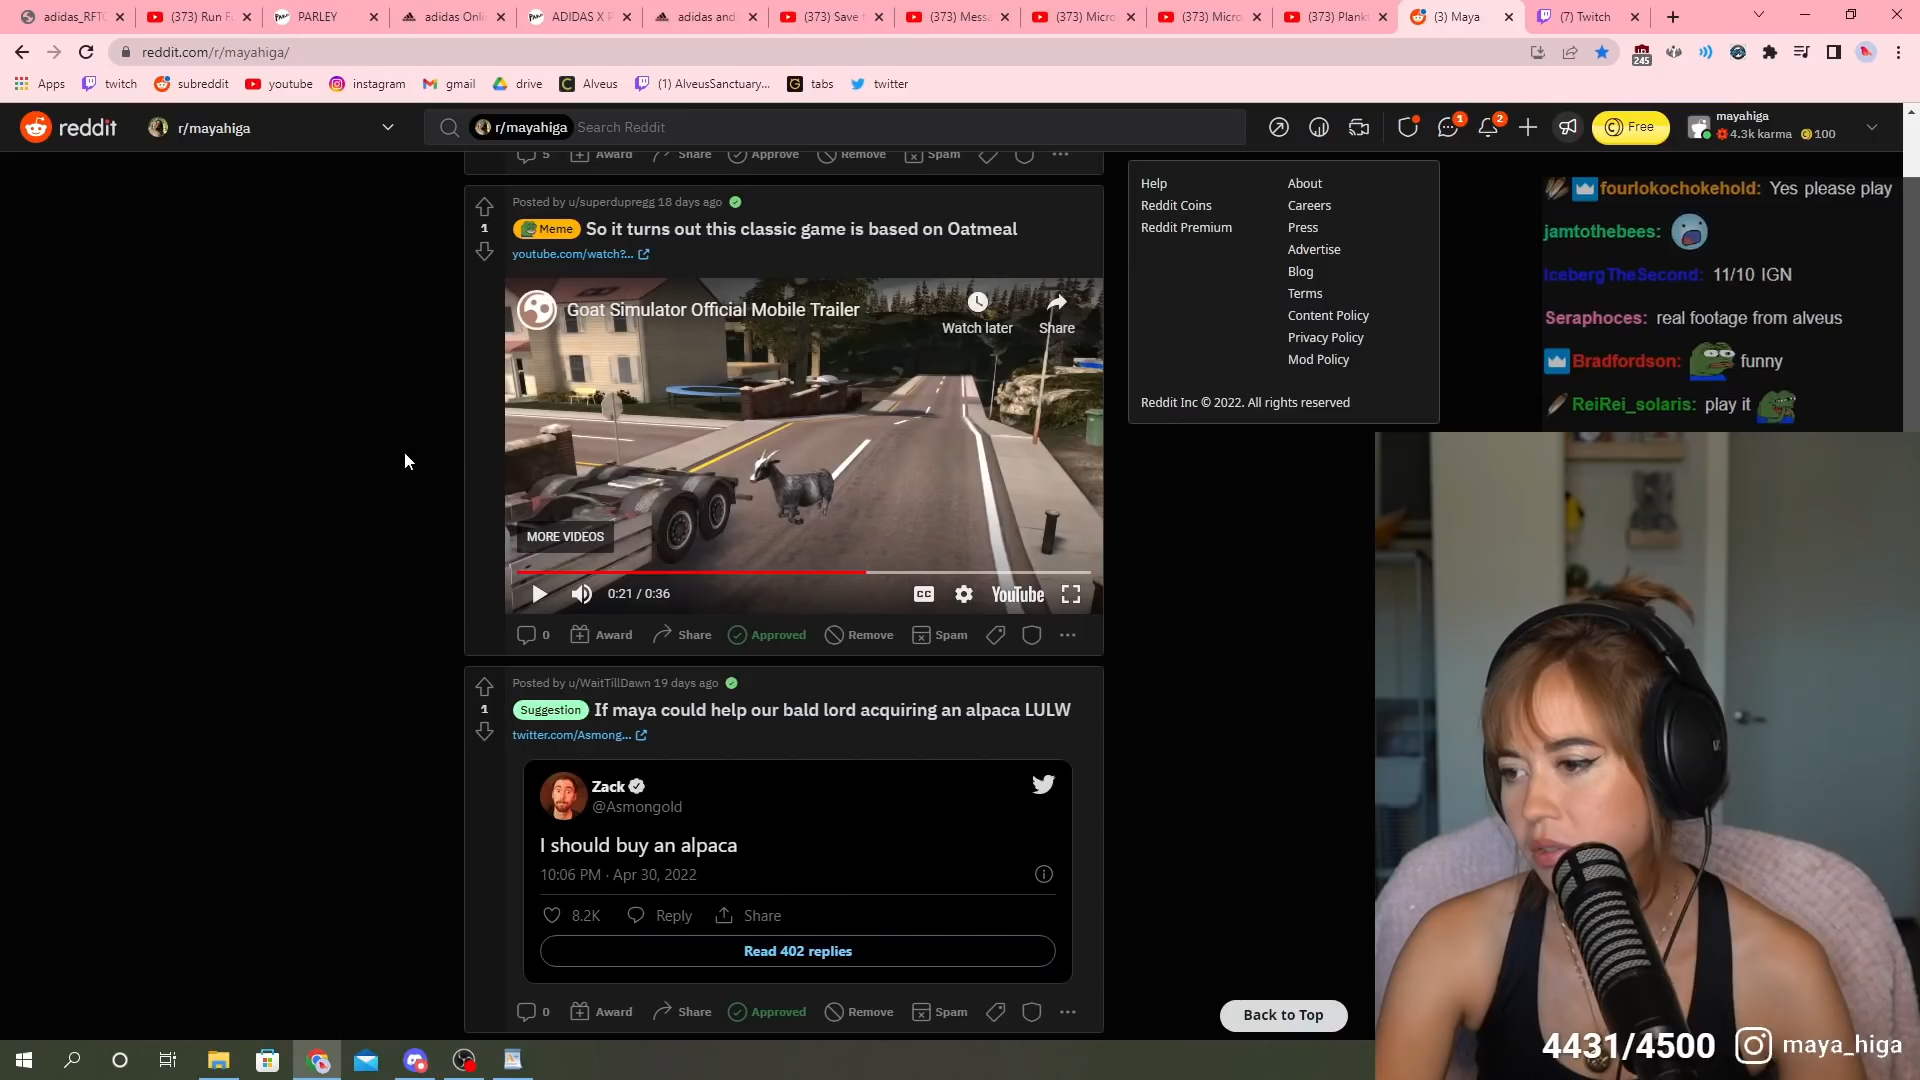 adidas_RFTC
(373) Run F
PARLEY
adidas Onli
ADIDAS X P
adidas and
(373) Save t
(373) Messa
(373) Micro
(373) Micro
(373) Plankt
(3) Maya
(7) Twitch
reddit.com/r/mayahiga/
245
Apps twitch subreddit youtube instagram gmail drive Alveus (1) AlveusSanctuary... tabs twitter
reddit r/mayahiga r/mayahiga Search Reddit 1 2 Free
mayahiga
4.3k karma 100
5 Award Share Approve Remove Spam
Posted by u/superdupregg 18 days ago
1
Meme So it turns out this classic game is based on Oatmeal
youtube.com/watch?...
Goat Simulator Official Mobile Trailer
Watch later Share
MORE VIDEOS
0:21 / 0:36 CC YouTube
0 Award Share Approved Remove Spam
Posted by u/WaitTillDawn 19 days ago
1
Suggestion If maya could help our bald lord acquiring an alpaca LULW
twitter.com/Asmong...
Zack
@Asmongold
I should buy an alpaca
10:06 PM · Apr 30, 2022
8.2K Reply Share
Read 402 replies
0 Award Share Approved Remove Spam
Help About
Reddit Coins Careers
Reddit Premium Press
Advertise
Blog
Terms
Content Policy
Privacy Policy
Mod Policy
Reddit Inc © 2022. All rights reserved
Back to Top
fourlokochokehold: Yes please play
jamtothebees:
IcebergTheSecond: 11/10 IGN
Seraphoces: real footage from alveus
Bradfordson: funny
ReiRei_solaris: play it
4431/4500 maya_higa